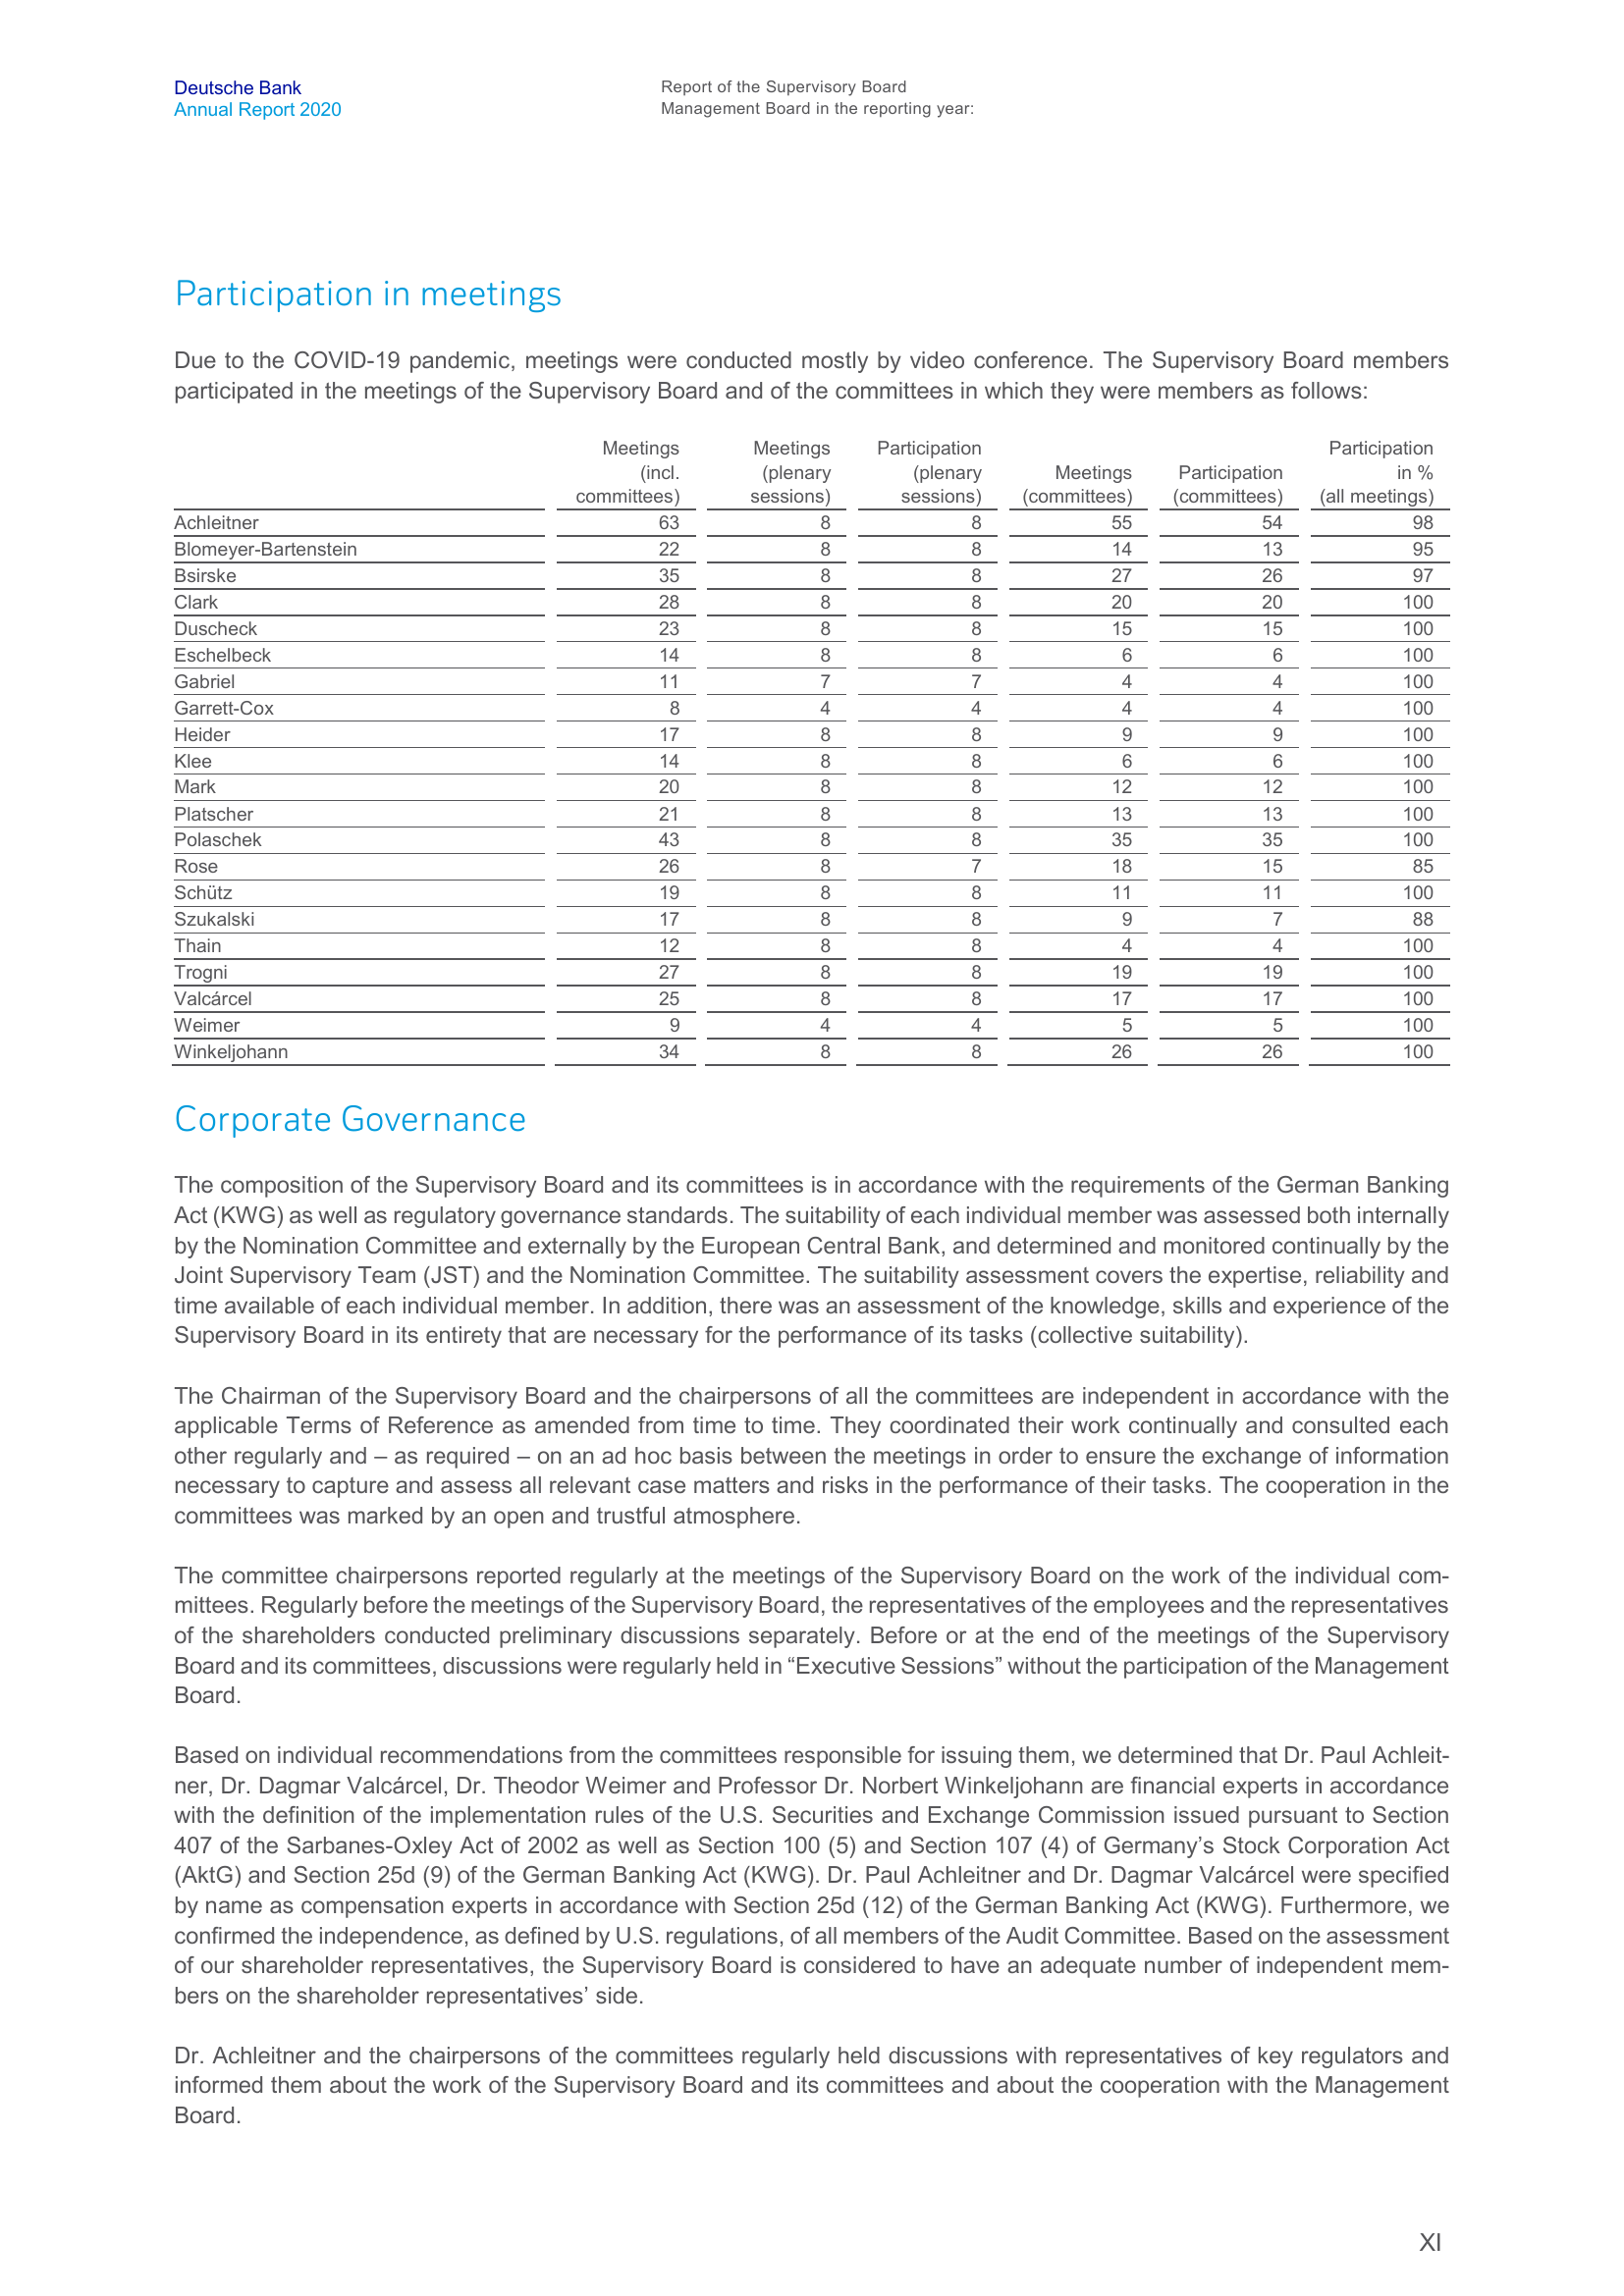 Deutsche Bank
Annual Report 2020
Report of the Supervisory Board
Management Board in the reporting year:
Participation in meetings
Due to the COVID-19 pandemic, meetings were conducted mostly by video conference. The Supervisory Board members
participated in the meetings of the Supervisory Board and of the committees in which they were members as follows:
Meetings (incl. committees) Meetings (plenary sessions) Participation (plenary sessions) Meetings (committees) Participation (committees) Participation in % (all meetings)
Achleitner 63 8 8 55 54 98
Blomeyer-Bartenstein 22 8 8 14 13 95
Bsirske 35 8 8 27 26 97
Clark 28 8 8 20 20 100
Duscheck 23 8 8 15 15 100
Eschelbeck 14 8 8 6 6 100
Gabriel 11 7 7 4 4 100
Garrett-Cox 8 4 4 4 4 100
Heider 17 8 8 9 9 100
Klee 14 8 8 6 6 100
Mark 20 8 8 12 12 100
Platscher 21 8 8 13 13 100
Polaschek 43 8 8 35 35 100
Rose 26 8 7 18 15 85
Schütz 19 8 8 11 11 100
Szukalski 17 8 8 9 7 88
Thain 12 8 8 4 4 100
Trogni 27 8 8 19 19 100
Valcárcel 25 8 8 17 17 100
Weimer 9 4 4 5 5 100
Winkeljohann 34 8 8 26 26 100
Corporate Governance
The composition of the Supervisory Board and its committees is in accordance with the requirements of the German Banking
Act (KWG) as well as regulatory governance standards. The suitability of each individual member was assessed both internally
by the Nomination Committee and externally by the European Central Bank, and determined and monitored continually by the
Joint Supervisory Team (JST) and the Nomination Committee. The suitability assessment covers the expertise, reliability and
time available of each individual member. In addition, there was an assessment of the knowledge, skills and experience of the
Supervisory Board in its entirety that are necessary for the performance of its tasks (collective suitability).
The Chairman of the Supervisory Board and the chairpersons of all the committees are independent in accordance with the
applicable Terms of Reference as amended from time to time. They coordinated their work continually and consulted each
other regularly and – as required – on an ad hoc basis between the meetings in order to ensure the exchange of information
necessary to capture and assess all relevant case matters and risks in the performance of their tasks. The cooperation in the
committees was marked by an open and trustful atmosphere.
The committee chairpersons reported regularly at the meetings of the Supervisory Board on the work of the individual com-
mittees. Regularly before the meetings of the Supervisory Board, the representatives of the employees and the representatives
of the shareholders conducted preliminary discussions separately. Before or at the end of the meetings of the Supervisory
Board and its committees, discussions were regularly held in “Executive Sessions” without the participation of the Management
Board.
Based on individual recommendations from the committees responsible for issuing them, we determined that Dr. Paul Achleit-
ner, Dr. Dagmar Valcárcel, Dr. Theodor Weimer and Professor Dr. Norbert Winkeljohann are financial experts in accordance
with the definition of the implementation rules of the U.S. Securities and Exchange Commission issued pursuant to Section
407 of the Sarbanes-Oxley Act of 2002 as well as Section 100 (5) and Section 107 (4) of Germany’s Stock Corporation Act
(AktG) and Section 25d (9) of the German Banking Act (KWG). Dr. Paul Achleitner and Dr. Dagmar Valcárcel were specified
by name as compensation experts in accordance with Section 25d (12) of the German Banking Act (KWG). Furthermore, we
confirmed the independence, as defined by U.S. regulations, of all members of the Audit Committee. Based on the assessment
of our shareholder representatives, the Supervisory Board is considered to have an adequate number of independent mem-
bers on the shareholder representatives’ side.
Dr. Achleitner and the chairpersons of the committees regularly held discussions with representatives of key regulators and
informed them about the work of the Supervisory Board and its committees and about the cooperation with the Management
Board.
XI